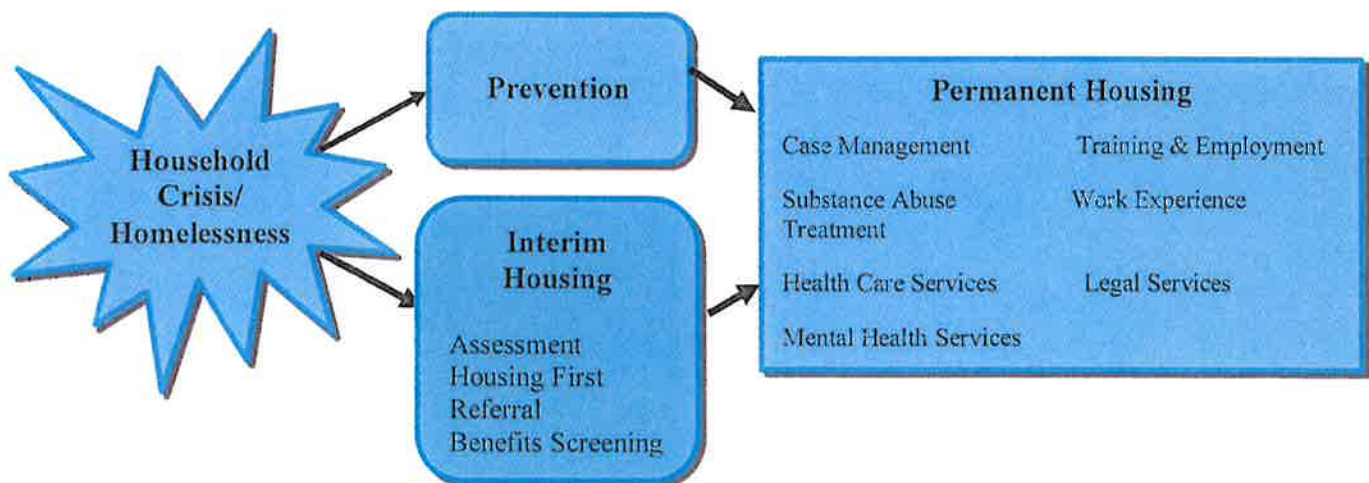 Household
Crisis/
Homelessness
Prevention
Interim
Housing
Assessment
Housing First
Referral
Benefits Screening
Permanent Housing
Case Management
Training & Employment
Substance Abuse
Treatment
Work Experience
Health Care Services
Legal Services
Mental Health Services